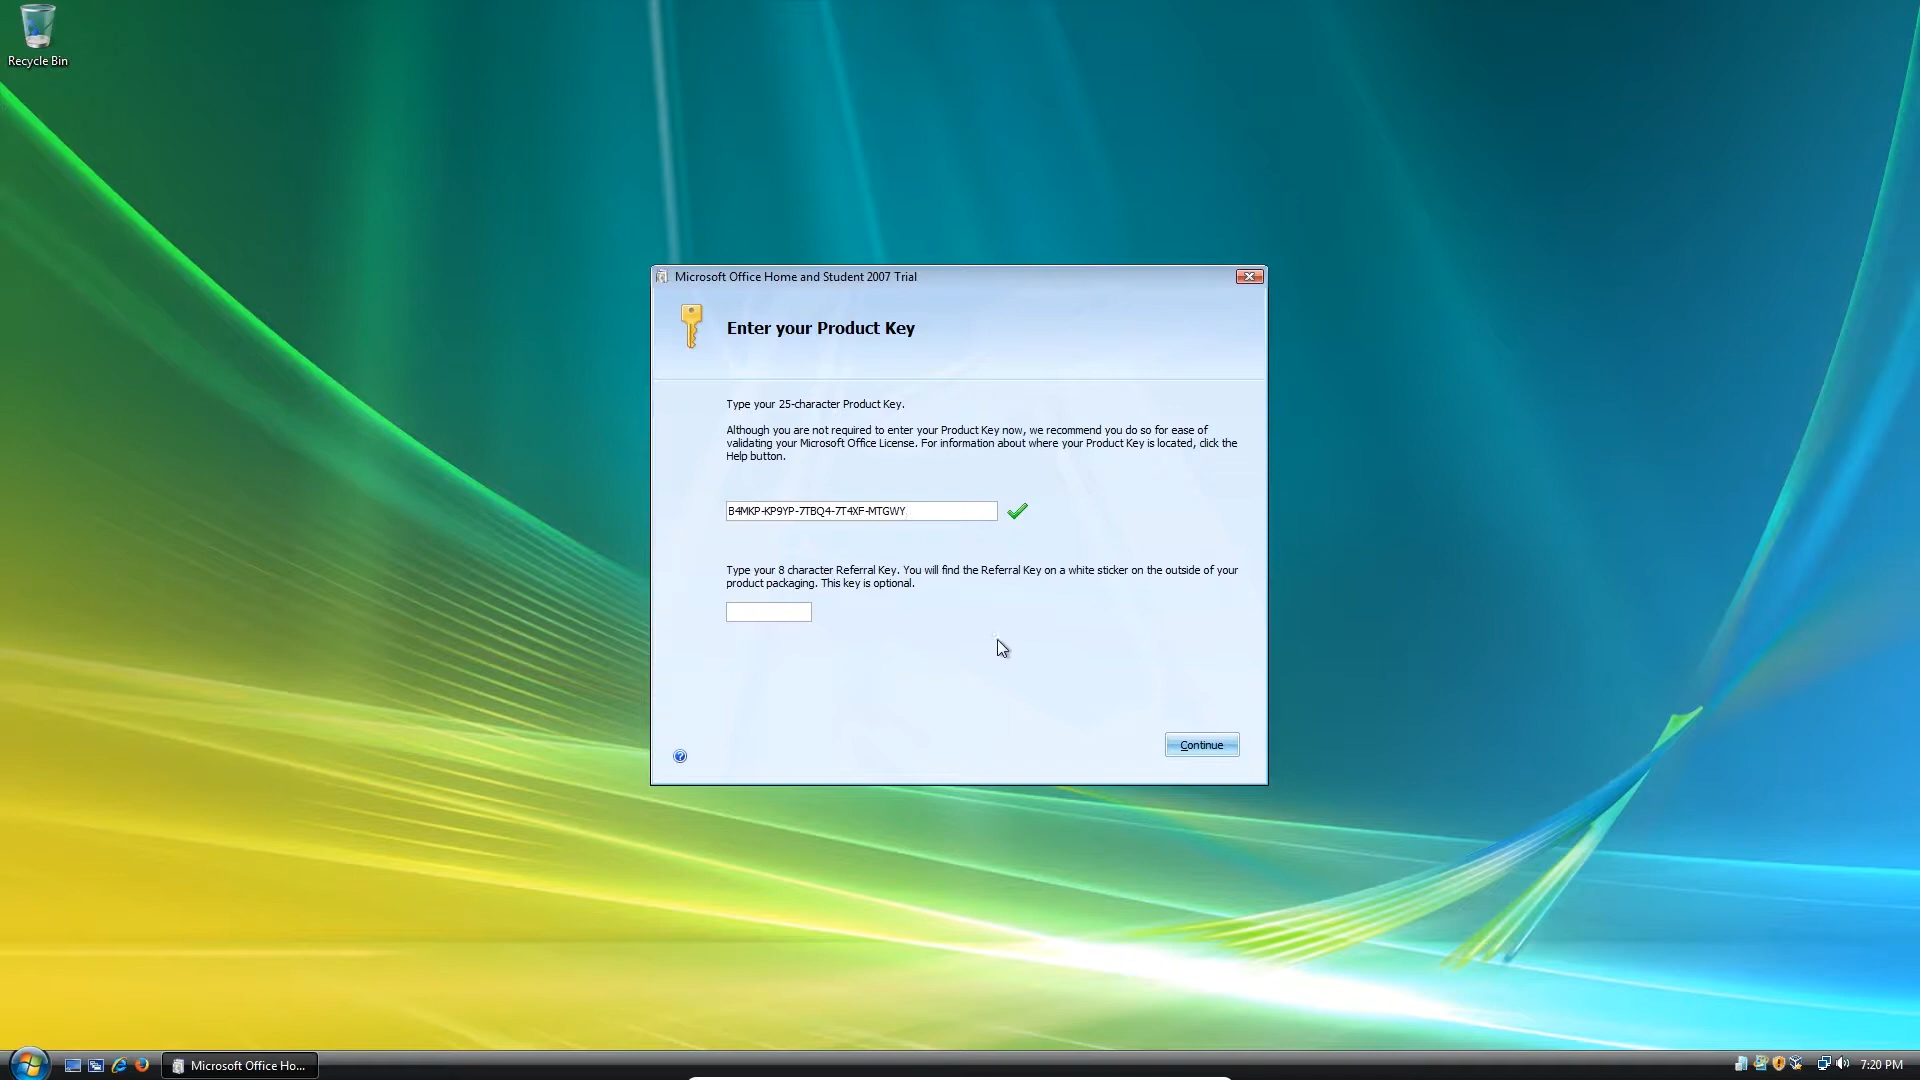 Recycle Bin
Microsoft Office Home and Student 2007 Trial
Enter your Product Key
Type your 25-character Product Key.
Although you are not required to enter your Product Key now, we recommend you do so for ease of
validating your Microsoft Office License. For information about where your Product Key is located, click the
Help button.
B4MKP-KP9YP-7TBQ4-7T4XF-MTGWY
Type your 8 character Referral Key. You will find the Referral Key on a white sticker on the outside of your
product packaging. This key is optional.
Continue
Microsoft Office Ho...
7:20 PM